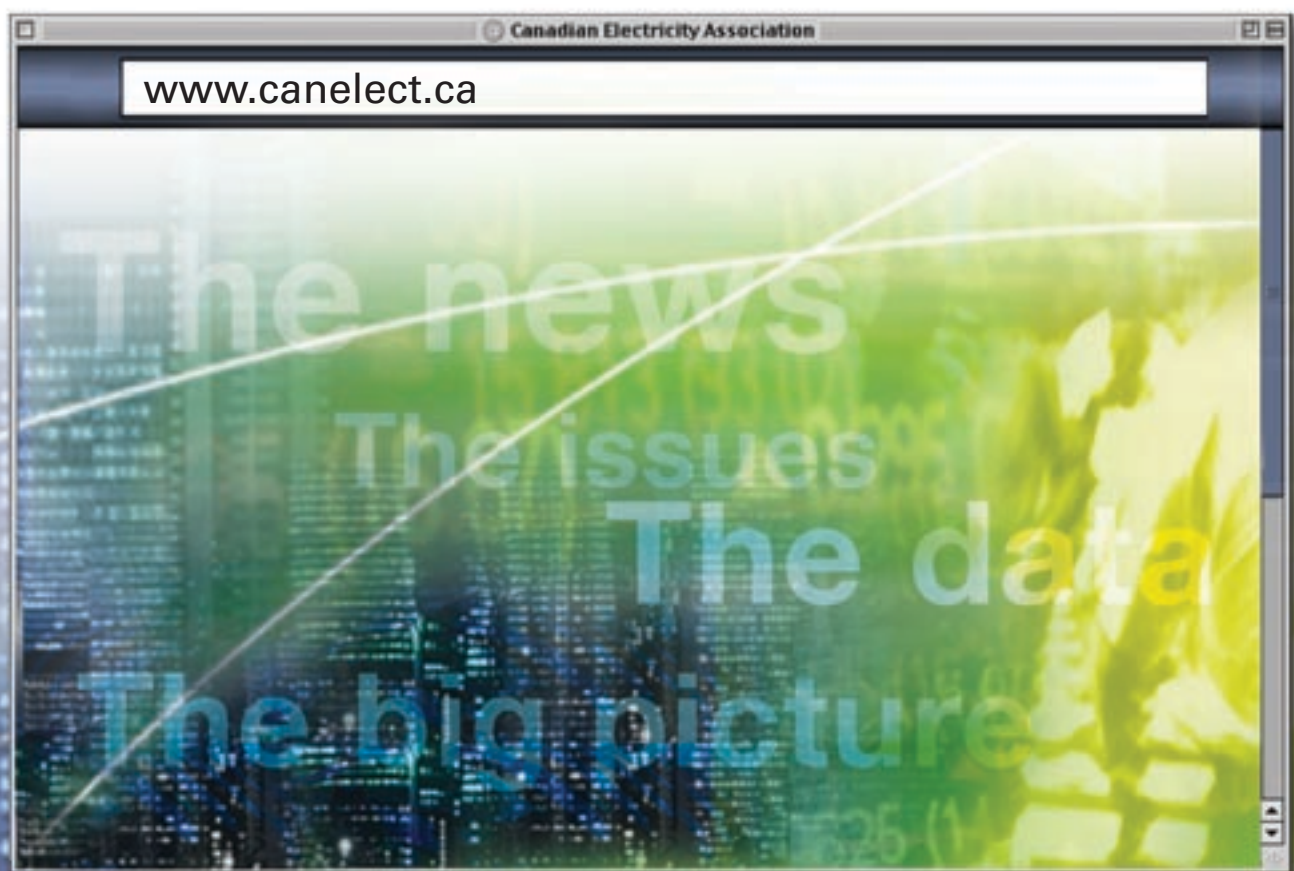 Canadian Electricity Association
www.canelect.ca
The news
The issues
The data
The big picture